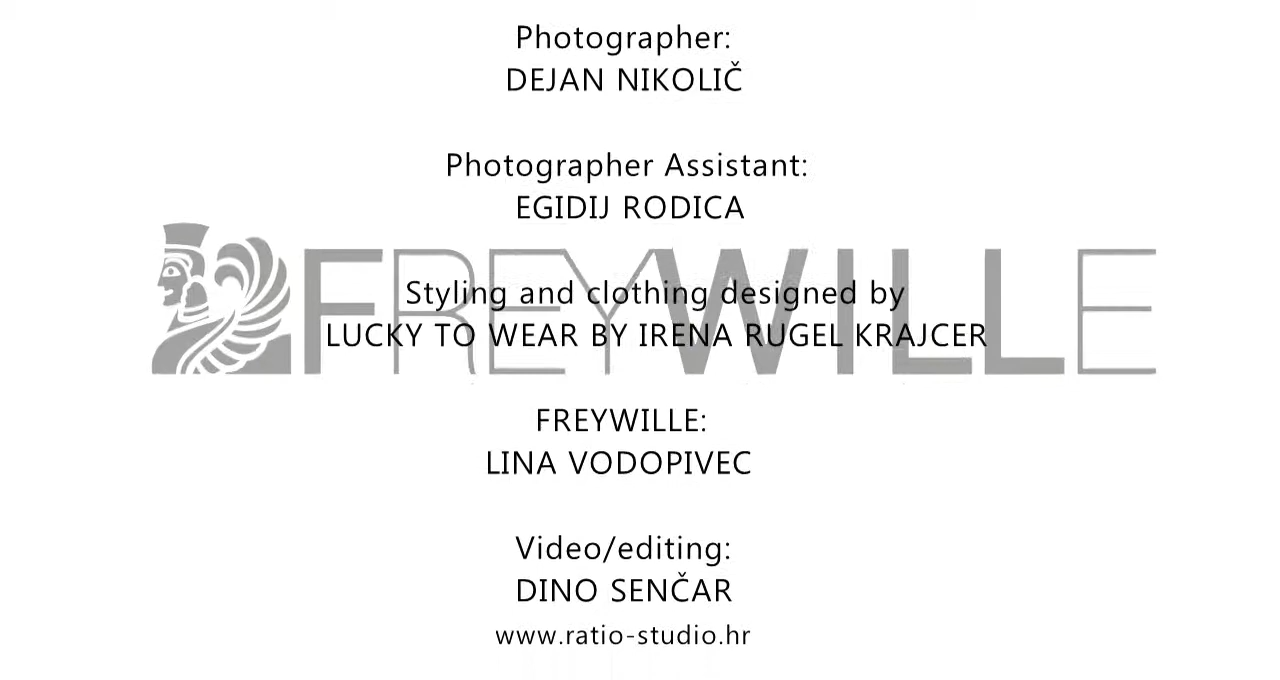 Photographer:
DEJAN NIKOLIČ
Photographer Assistant:
EGIDIJ RODICA
FREYWILLE
Styling and clothing designed by
LUCKY TO WEAR BY IRENA RUGEL KRAJCER
FREYWILLE:
LINA VODOPIVEC
Video/editing:
DINO SENČAR
www.ratio-studio.hr